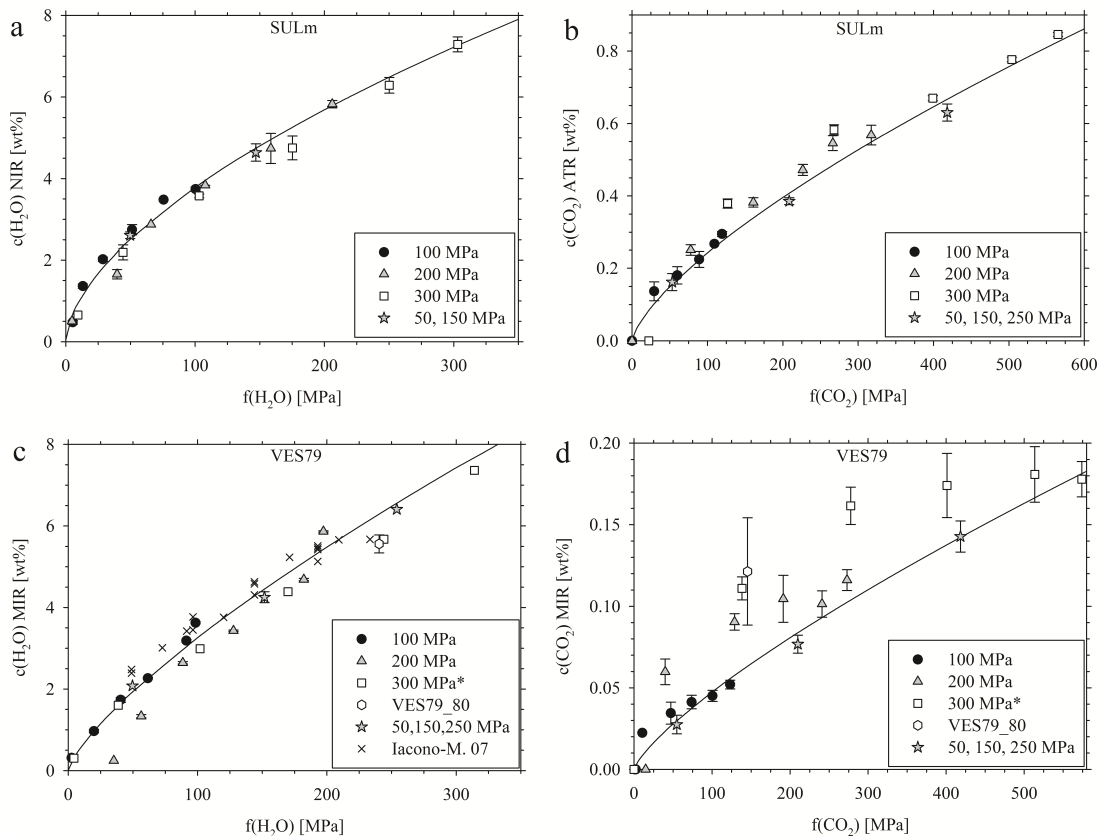 a
SULm
c(H₂O) NIR [wt%]
8
6
4
2
0
0 100 200 300
f(H₂O) [MPa]
100 MPa
200 MPa
300 MPa
50, 150 MPa
b
SULm
c(CO₂) ATR [wt%]
0.8
0.6
0.4
0.2
0.0
0 100 200 300 400 500 600
f(CO₂) [MPa]
100 MPa
200 MPa
300 MPa
50, 150, 250 MPa
c
VES79
c(H₂O) MIR [wt%]
8
6
4
2
0
0 100 200 300
f(H₂O) [MPa]
100 MPa
200 MPa
300 MPa*
VES79_80
50,150,250 MPa
Iacono-M. 07
d
VES79
c(CO₂) MIR [wt%]
0.20
0.15
0.10
0.05
0.00
0 100 200 300 400 500
f(CO₂) [MPa]
100 MPa
200 MPa
300 MPa*
VES79_80
50, 150, 250 MPa